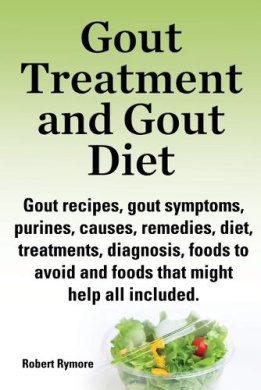 Gout
Treatment
and Gout
Diet
Gout recipes, gout symptoms,
purines, causes, remedies, diet,
treatments, diagnosis, foods to
avoid and foods that might
help all included.
Robert Rymore